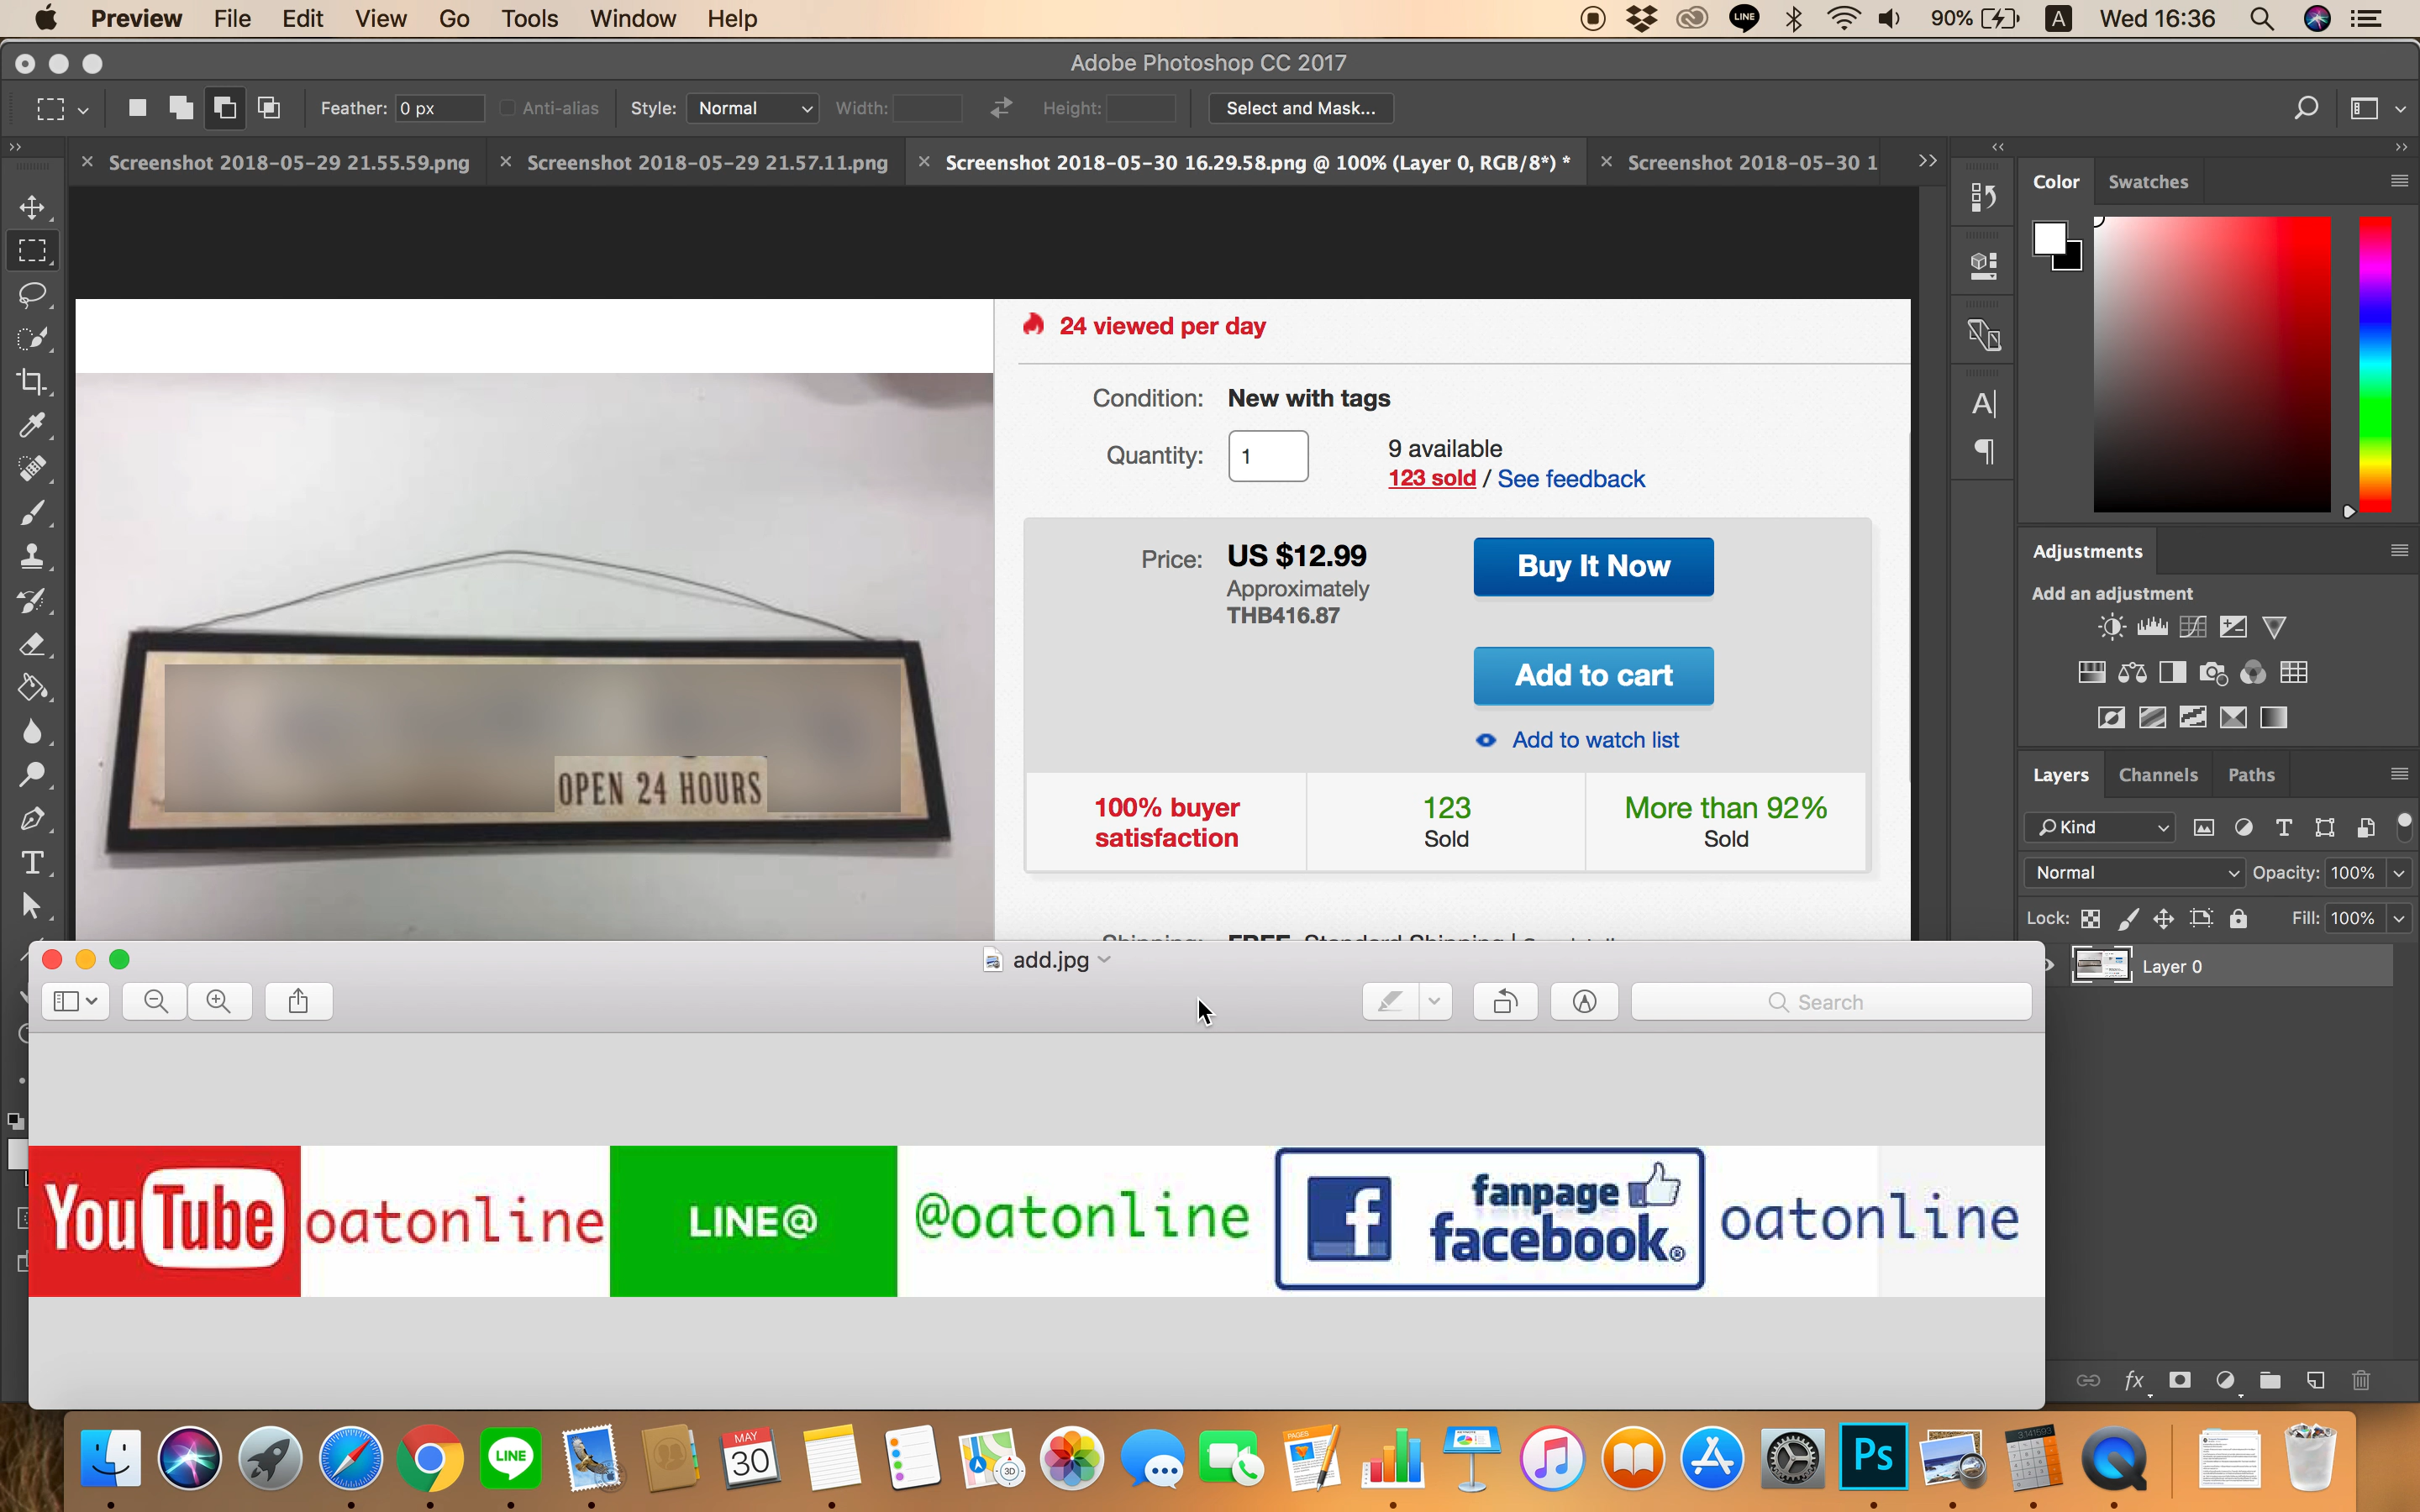 Preview File Edit View Go Tools Window Help LINE 90% A Wed 16:36
Adobe Photoshop CC 2017
Feather: 0 px Anti-alias Style: Normal Width: Height: Select and Mask...
Screenshot 2018-05-29 21.55.59.png Screenshot 2018-05-29 21.57.11.png Screenshot 2018-05-30 16.29.58.png @ 100% (Layer 0, RGB/8*) * Screenshot 2018-05-30 1
Color Swatches
24 viewed per day
Condition: New with tags
Quantity: 1 9 available
123 sold / See feedback
Price: US $12.99 Buy It Now
Approximately
THB416.87
Add to cart
Add to watch list
OPEN 24 HOURS
100% buyer satisfaction
123 Sold
More than 92% Sold
Adjustments
Add an adjustment
Layers Channels Paths
Kind
Normal Opacity: 100%
Lock: Fill: 100%
Layer 0
add.jpg
Search
YouTube oatonline LINE@ @oatonline fanpage facebook® oatonline
fx
LINE MAY 30 3D PAGES Ps 3.141593